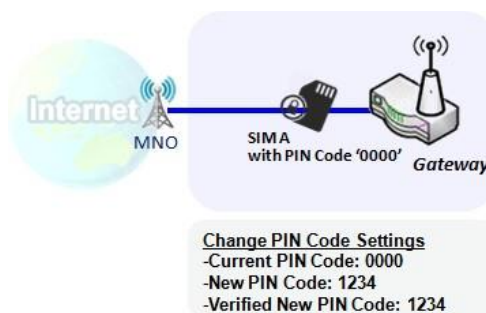 Internet
MNO
SIMA
with PIN Code ‘0000’
Gateway
Change PIN Code Settings
-Current PIN Code: 0000
-New PIN Code: 1234
-Verified New PIN Code: 1234